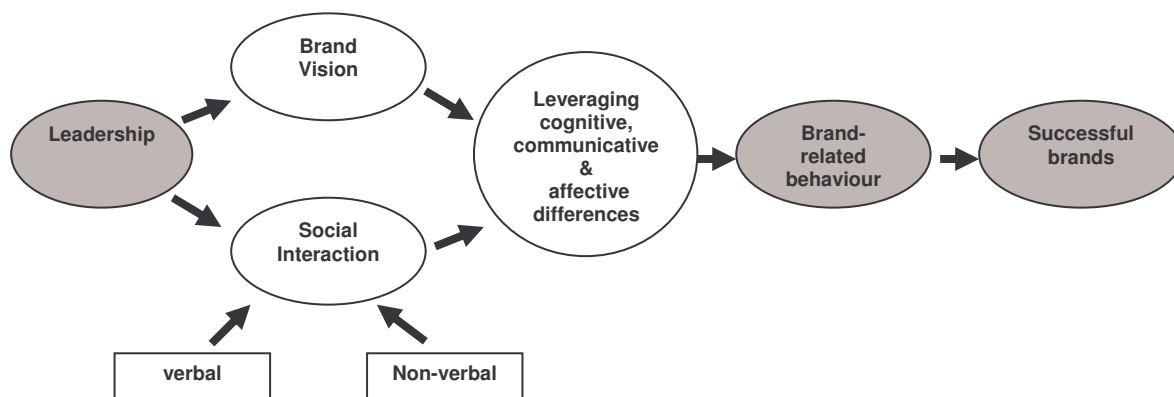 Brand
Vision
Leadership
Leveraging
cognitive,
communicative
&
affective
differences
Brand-
related
behaviour
Successful
brands
Social
Interaction
verbal
Non-verbal